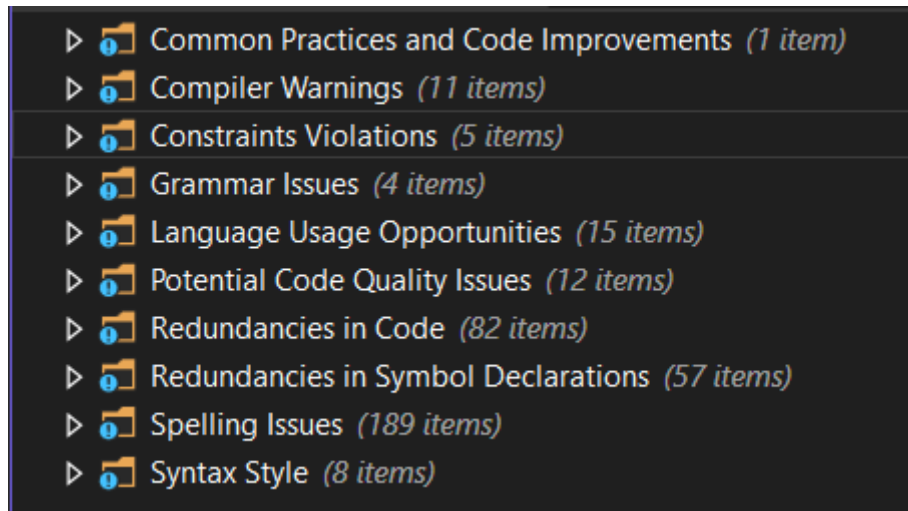 Common Practices and Code Improvements (1 item)
Compiler Warnings (11 items)
Constraints Violations (5 items)
Grammar Issues (4 items)
Language Usage Opportunities (15 items)
Potential Code Quality Issues (12 items)
Redundancies in Code (82 items)
Redundancies in Symbol Declarations (57 items)
Spelling Issues (189 items)
Syntax Style (8 items)